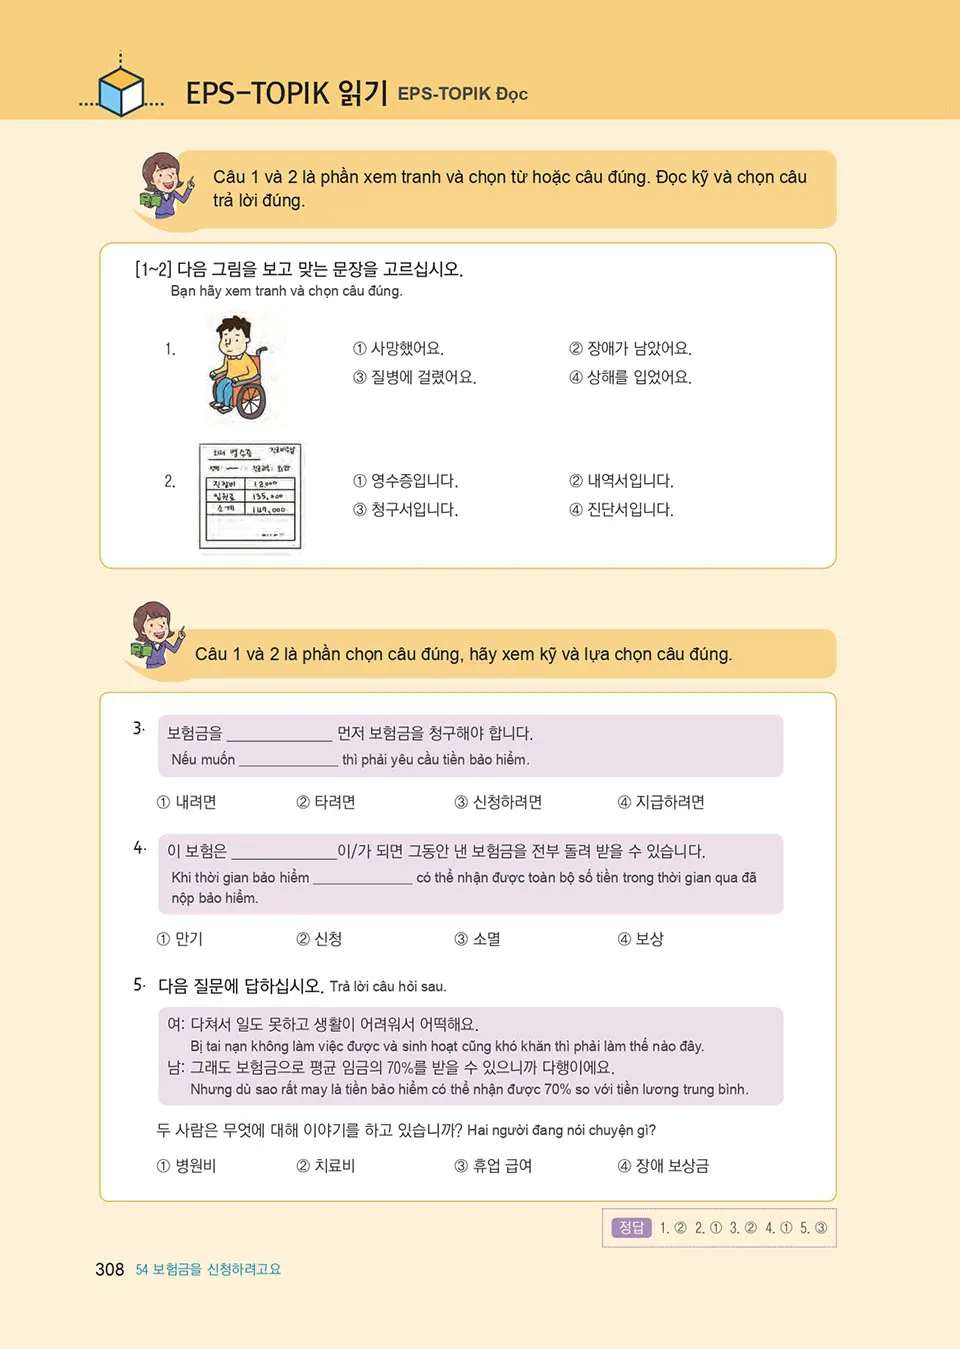 EPS-TOPIK 읽기 EPS-TOPIK Đọc
Câu 1 và 2 là phần xem tranh và chọn từ hoặc câu đúng. Đọc kỹ và chọn câu
trả lời đúng.
[1~2] 다음 그림을 보고 맞는 문장을 고르십시오.
Bạn hãy xem tranh và chọn câu đúng.
1.
① 사망했어요. ② 장애가 남았어요.
③ 질병에 걸렸어요. ④ 상해를 입었어요.
영수증
진찰비 12,000
입원료 135,000
소계 147,000
2.
① 영수증입니다. ② 내역서입니다.
③ 청구서입니다. ④ 진단서입니다.
Câu 1 và 2 là phần chọn câu đúng, hãy xem kỹ và lựa chọn câu đúng.
3. 보험금을 ____________ 먼저 보험금을 청구해야 합니다.
Nếu muốn ____________ thì phải yêu cầu tiền bảo hiểm.
① 내려면 ② 타려면 ③ 신청하려면 ④ 지급하려면
4. 이 보험은 ____________이/가 되면 그동안 낸 보험금을 전부 돌려 받을 수 있습니다.
Khi thời gian bảo hiểm ____________ có thể nhận được toàn bộ số tiền trong thời gian qua đã
nộp bảo hiểm.
① 만기 ② 신청 ③ 소멸 ④ 보상
5. 다음 질문에 답하십시오. Trả lời câu hỏi sau.
여: 다쳐서 일도 못하고 생활이 어려워서 어떡해요.
Bị tai nạn không làm việc được và sinh hoạt cũng khó khăn thì phải làm thế nào đây.
남: 그래도 보험금으로 평균 임금의 70%를 받을 수 있으니까 다행이에요.
Nhưng dù sao rất may là tiền bảo hiểm có thể nhận được 70% so với tiền lương trung bình.
두 사람은 무엇에 대해 이야기를 하고 있습니까? Hai người đang nói chuyện gì?
① 병원비 ② 치료비 ③ 휴업 급여 ④ 장애 보상금
정답 1. ② 2. ① 3. ② 4. ① 5. ③
308 54 보험금을 신청하려고요